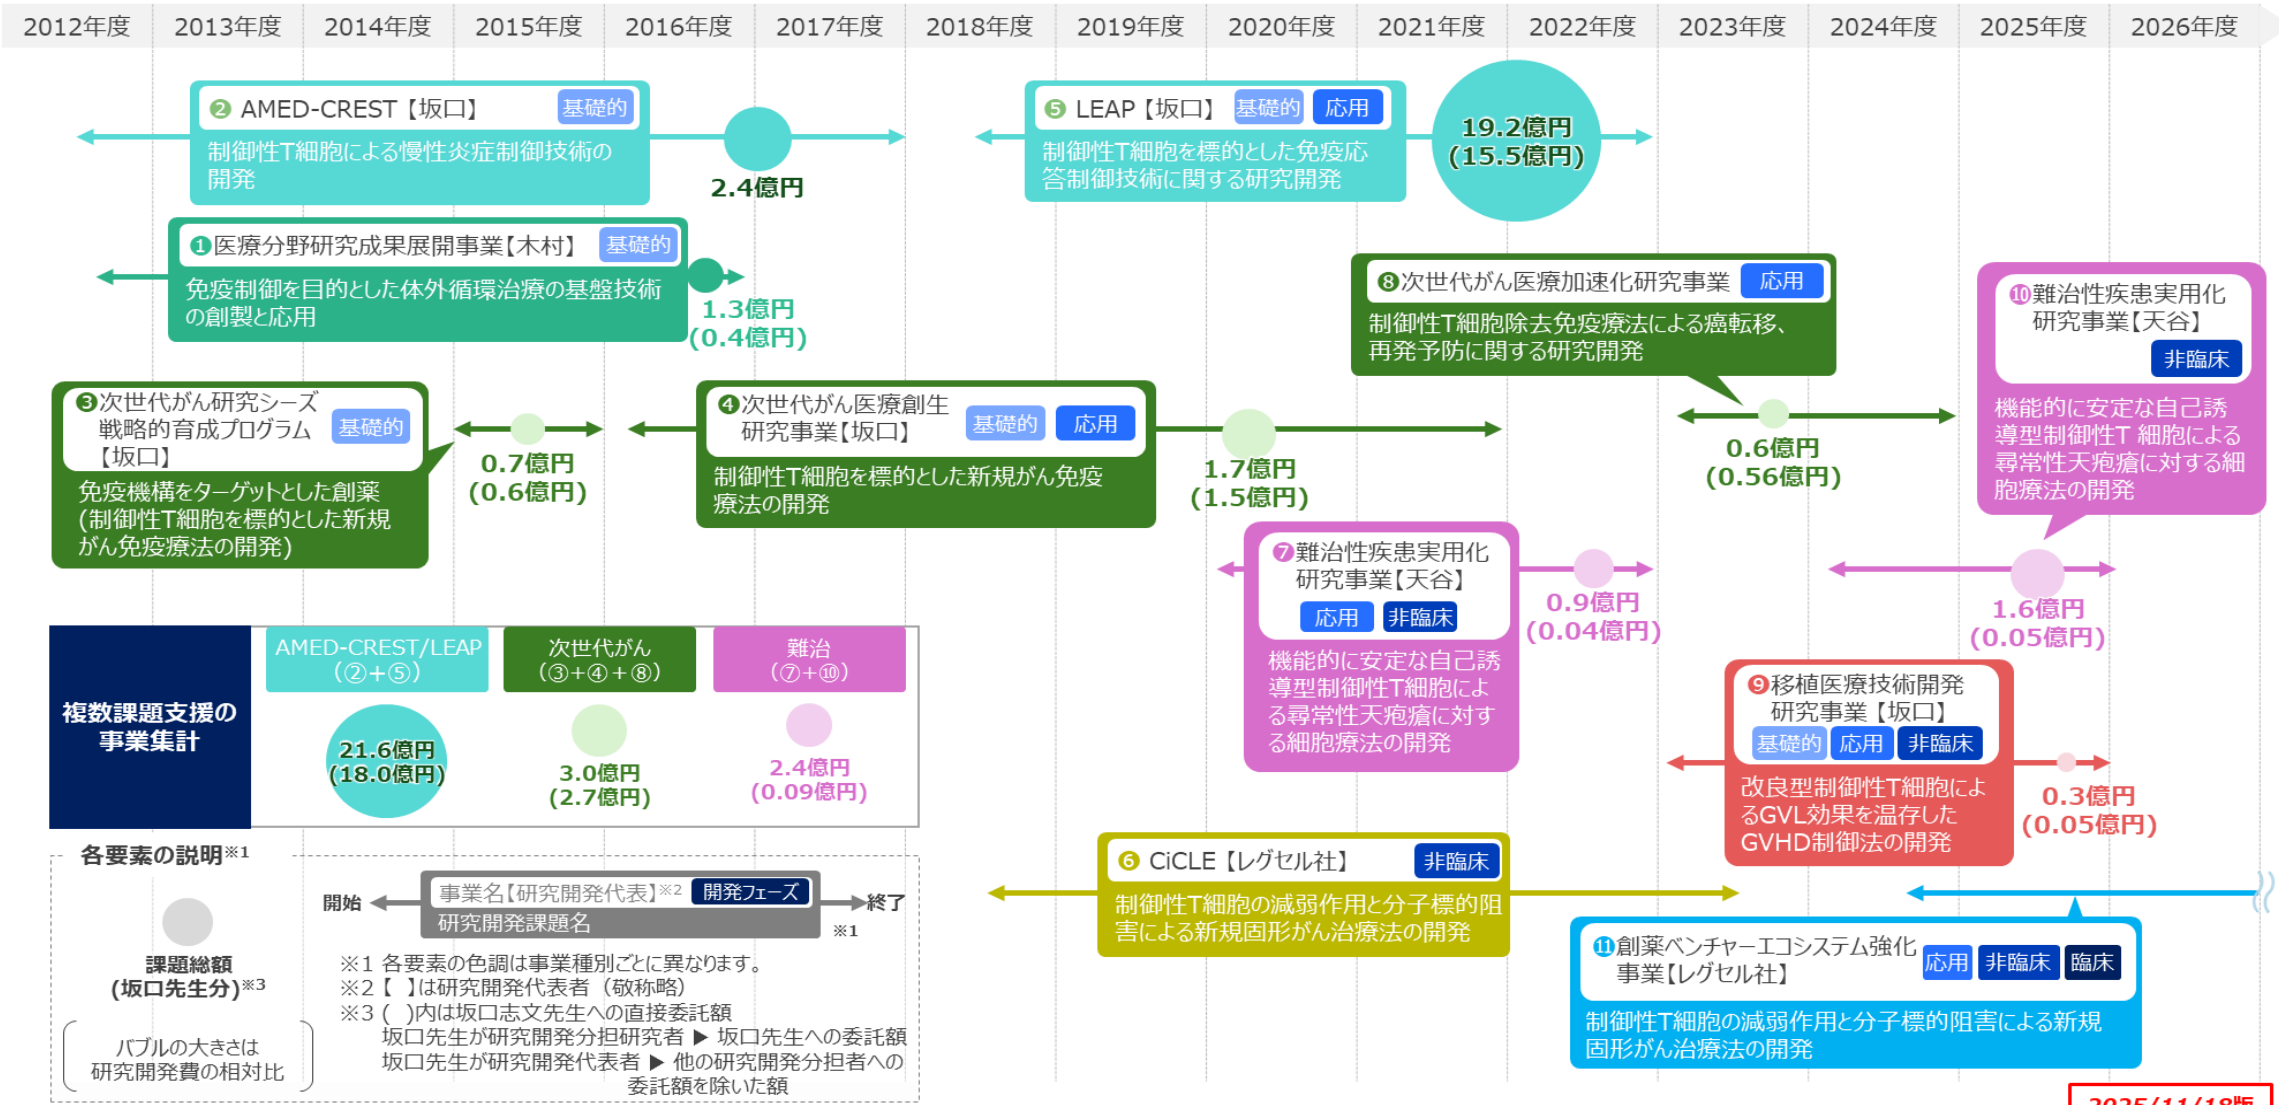 2012年度 2013年度 2014年度 2015年度 2016年度 2017年度 2018年度 2019年度 2020年度 2021年度 2022年度 2023年度 2024年度 2025年度 2026年度
❷ AMED-CREST【坂口】 基礎的
制御性T細胞による慢性炎症制御技術の
開発
2.4億円
❺ LEAP【坂口】 基礎的 応用
制御性T細胞を標的とした免疫応
答制御技術に関する研究開発
19.2億円
(15.5億円)
❶医療分野研究成果展開事業【木村】 基礎的
免疫制御を目的とした体外循環治療の基盤技術
の創製と応用
1.3億円
(0.4億円)
❽次世代がん医療加速化研究事業 応用
制御性T細胞除去免疫療法による癌転移、
再発予防に関する研究開発
0.6億円
(0.56億円)
❿難治性疾患実用化
研究事業【天谷】
非臨床
機能的に安定な自己誘
導型制御性T 細胞による
尋常性天疱瘡に対する細
胞療法の開発
1.6億円
(0.05億円)
❸次世代がん研究シーズ
戦略的育成プログラム
【坂口】
基礎的
免疫機構をターゲットとした創薬
(制御性T細胞を標的とした新規
がん免疫療法の開発)
0.7億円
(0.6億円)
❹次世代がん医療創生
研究事業【坂口】
基礎的 応用
制御性T細胞を標的とした新規がん免疫
療法の開発
1.7億円
(1.5億円)
❼難治性疾患実用化
研究事業【天谷】
応用 非臨床
機能的に安定な自己誘
導型制御性T細胞によ
る尋常性天疱瘡に対す
る細胞療法の開発
0.9億円
(0.04億円)
❾移植医療技術開発
研究事業【坂口】
基礎的 応用 非臨床
改良型制御性T細胞によ
るGVL効果を温存した
GVHD制御法の開発
0.3億円
(0.05億円)
❻ CiCLE【レグセル社】 非臨床
制御性T細胞の減弱作用と分子標的阻
害による新規固形がん治療法の開発
⓫創薬ベンチャーエコシステム強化
事業【レグセル社】
応用 非臨床 臨床
制御性T細胞の減弱作用と分子標的阻害による新規
固形がん治療法の開発
複数課題支援の
事業集計
AMED-CREST/LEAP
（②+⑤）
21.6億円
(18.0億円)
次世代がん
（③+④+⑧）
3.0億円
(2.7億円)
難治
（⑦+⑩）
2.4億円
(0.09億円)
各要素の説明※1
課題総額
(坂口先生分)※3
バブルの大きさは
研究開発費の相対比
開始 事業名【研究開発代表】※2 開発フェーズ 終了
研究開発課題名
※1
※1 各要素の色調は事業種別ごとに異なります。
※2【 】は研究開発代表者（敬称略）
※3 ( )内は坂口志文先生への直接委託額
坂口先生が研究開発分担研究者 ▶ 坂口先生への委託額
坂口先生が研究開発代表者 ▶ 他の研究開発分担者への
委託額を除いた額
2025/11/18版